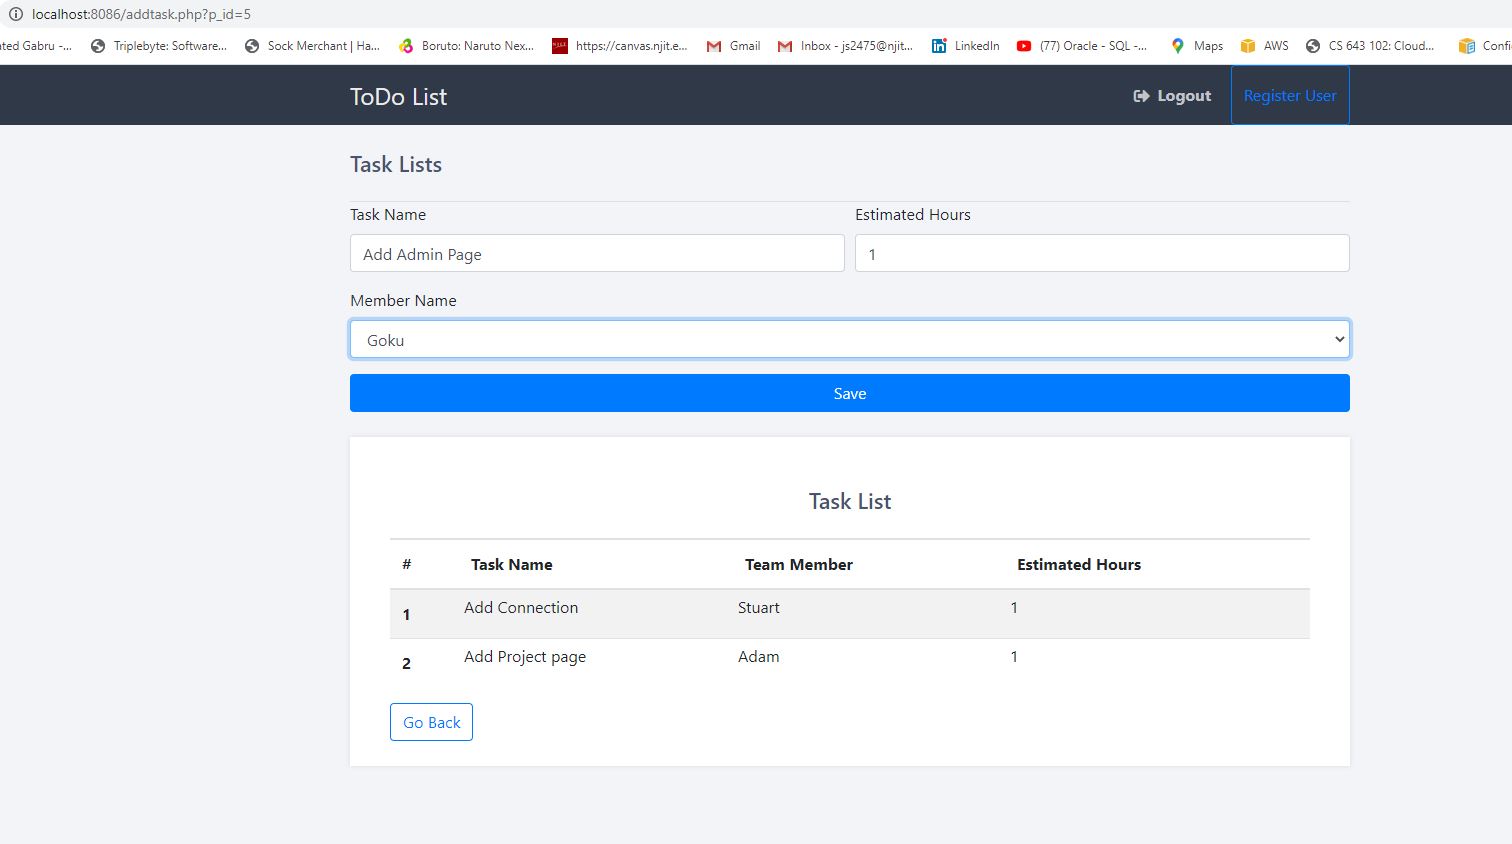 localhost:8086/addtask.php?p_id=5
ated Gabru -... Triplebyte: Software... Sock Merchant | Ha... Boruto: Naruto Nex... https://canvas.njit.e... Gmail Inbox - js2475@njit... LinkedIn (77) Oracle - SQL -... Maps AWS CS 643 102: Cloud... Confi
ToDo List Logout Register User
Task Lists
Task Name Estimated Hours
Add Admin Page 1
Member Name
Goku
Save
Task List
# Task Name Team Member Estimated Hours
1 Add Connection Stuart 1
2 Add Project page Adam 1
Go Back